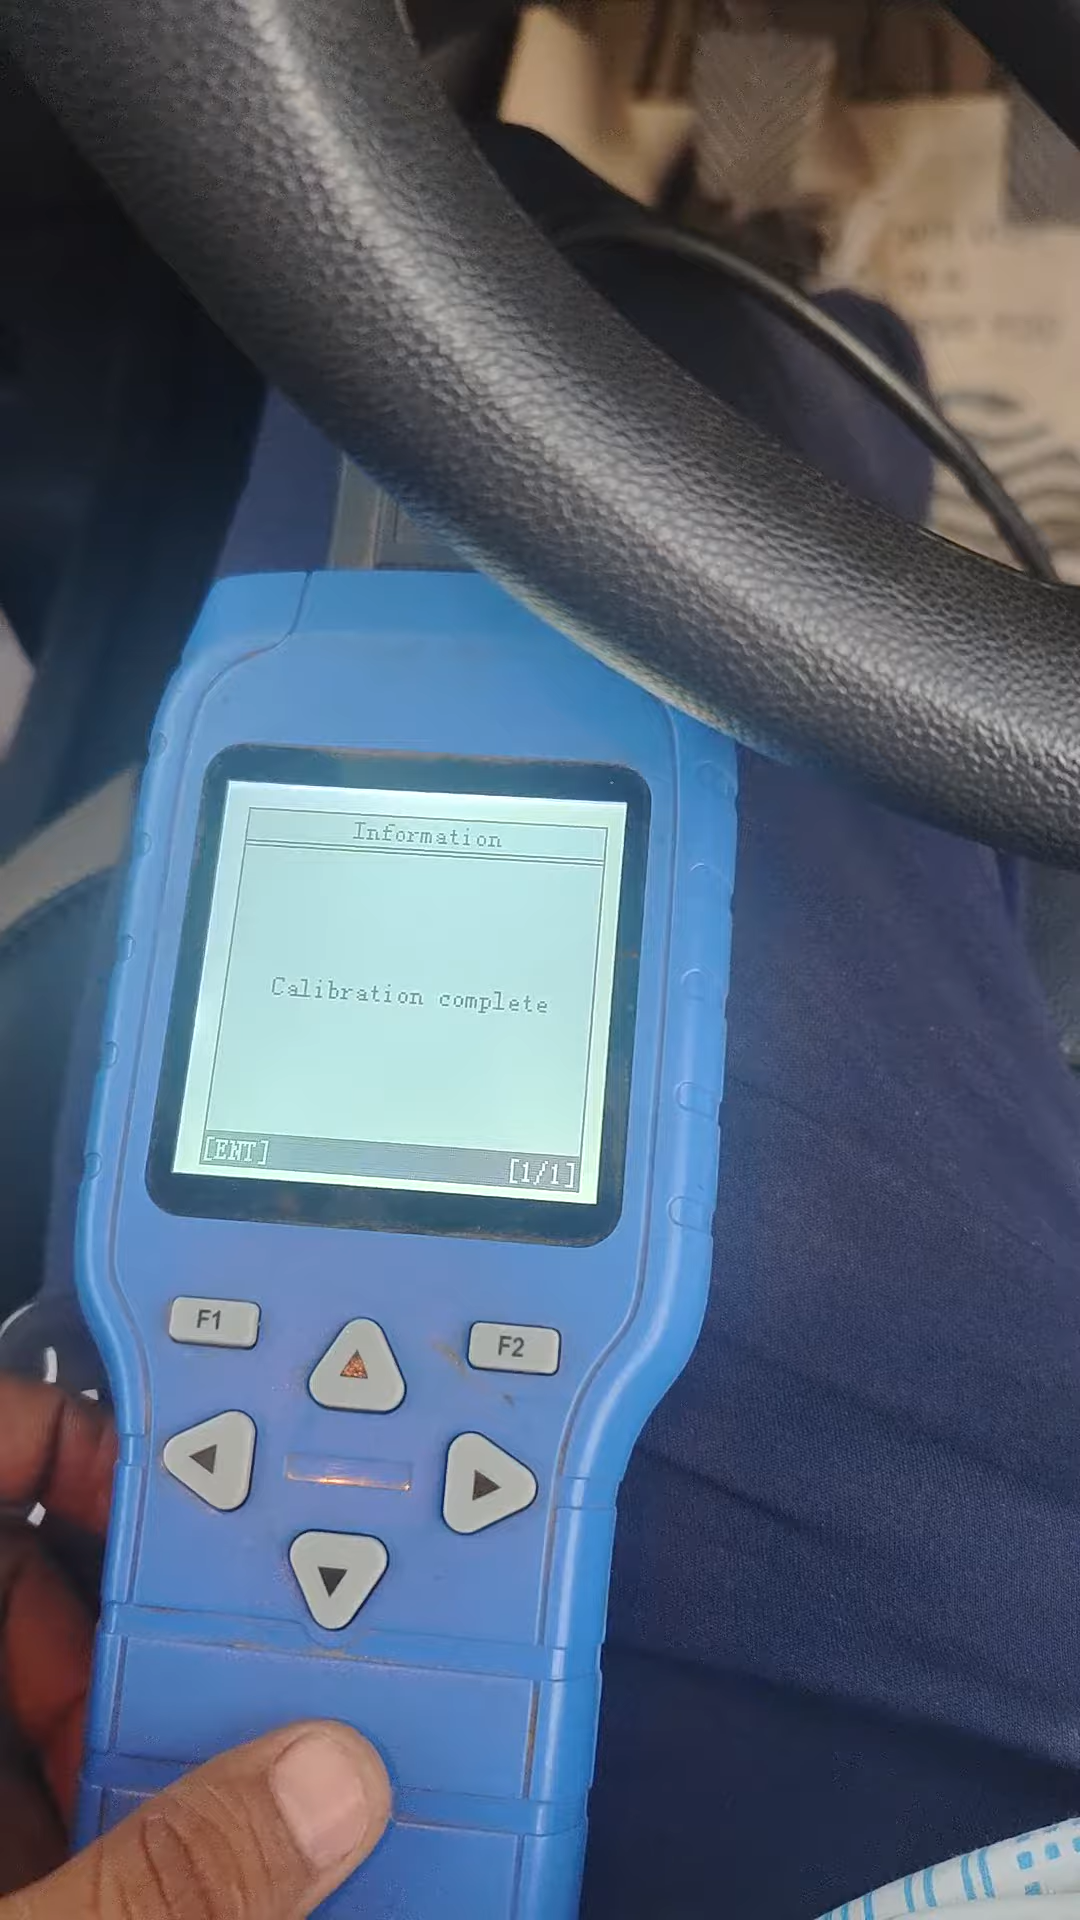 Information
Calibration complete
[ENT]
[1/1]
F1
F2